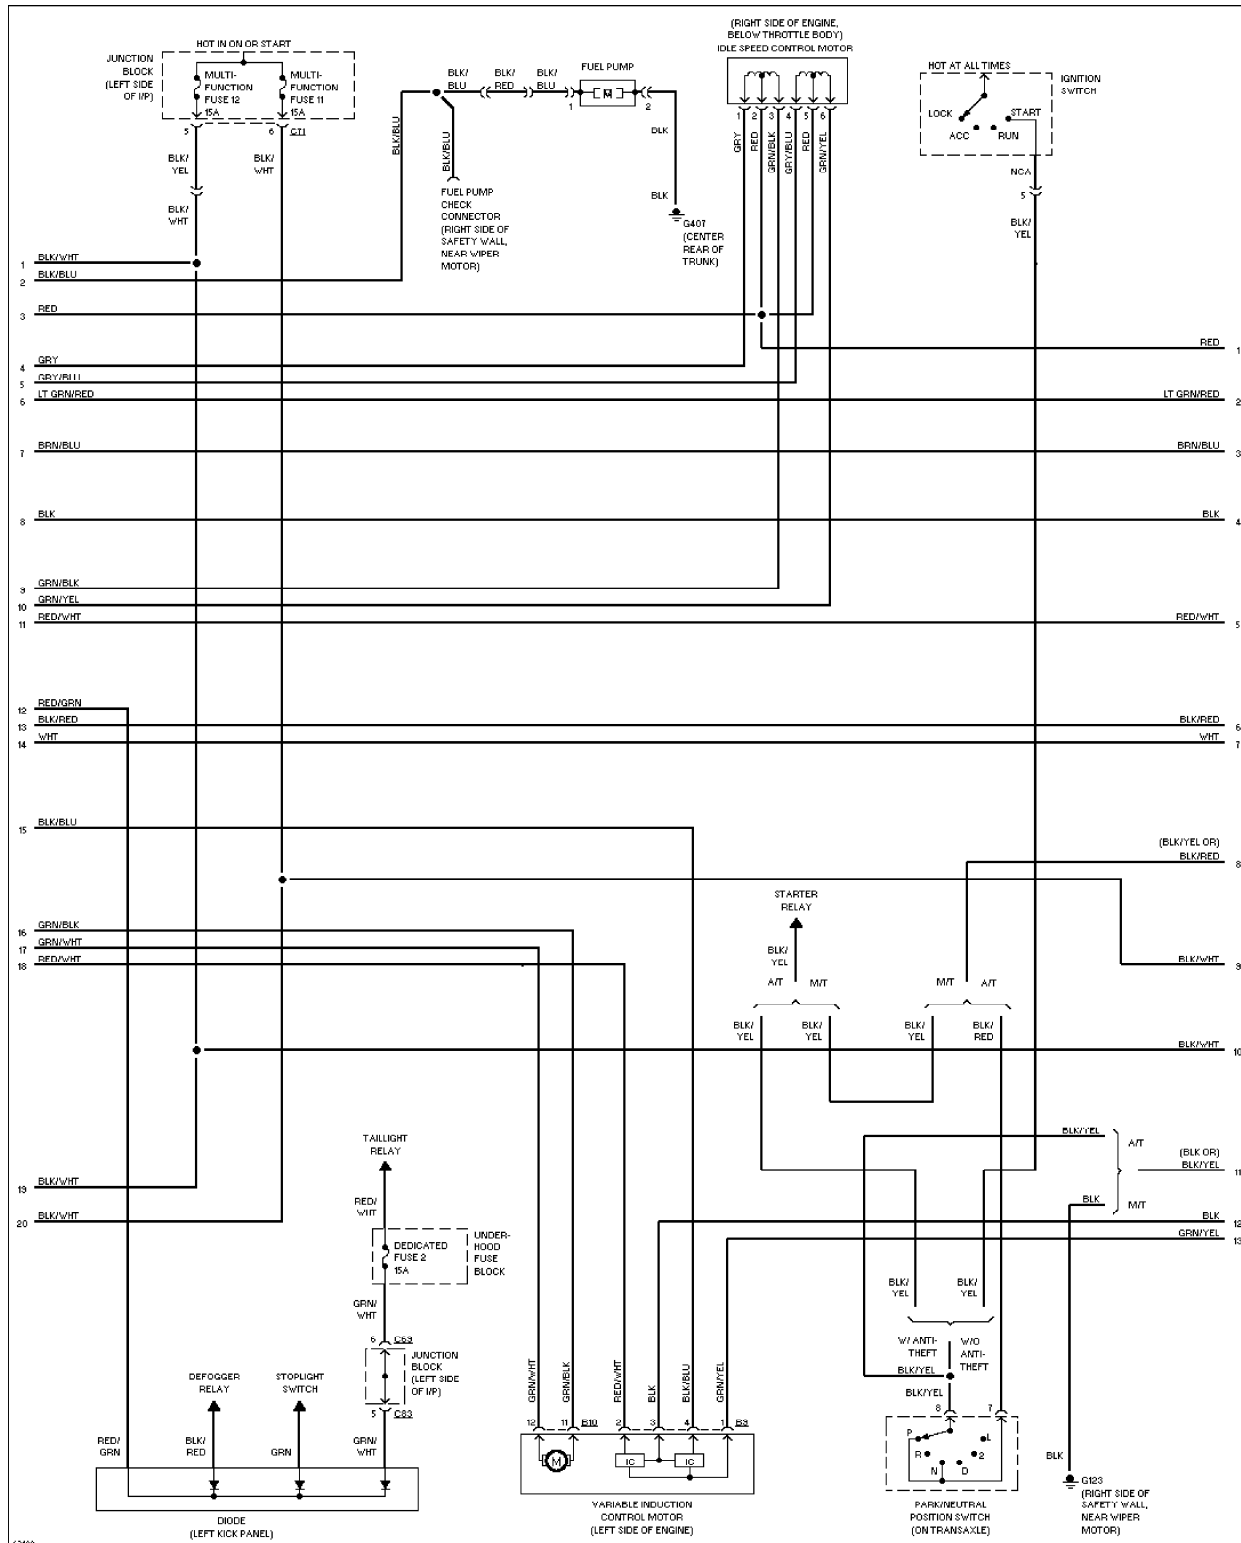 (RIGHT SIDE OF ENGINE,
BELOW THROTTLE BODY)
IDLE SPEED CONTROL MOTOR
HOT IN ON OR START
JUNCTION
BLOCK
(LEFT SIDE
OF I/P)
MULTI-
FUNCTION
FUSE 12
15A
MULTI-
FUNCTION
FUSE 11
15A
5
6
C71
BLK/
YEL
BLK/
WHT
BLK/
WHT
BLK/
BLU
BLK/
RED
BLK/
BLU
FUEL PUMP
M
1
2
BLK
BLK
BLK/BLU
BLK/BLU
FUEL PUMP
CHECK
CONNECTOR
(RIGHT SIDE OF
SAFETY WALL,
NEAR WIPER
MOTOR)
G407
(CENTER
REAR OF
TRUNK)
1 2 3 4 5 6
GRY
RED
GRN/BLK
GRY/BLU
RED
GRN/YEL
HOT AT ALL TIMES
IGNITION
SWITCH
LOCK
START
ACC
RUN
NCA
5
BLK/
YEL
1 BLK/WHT
2 BLK/BLU
3 RED
RED 1
4 GRY
5 GRY/BLU
6 LT GRN/RED
LT GRN/RED 2
7 BRN/BLU
BRN/BLU 3
8 BLK
BLK 4
9 GRN/BLK
10 GRN/YEL
11 RED/WHT
RED/WHT 5
12 RED/GRN
13 BLK/RED
BLK/RED 6
14 WHT
WHT 7
15 BLK/BLU
(BLK/YEL OR)
BLK/RED 8
STARTER
RELAY
BLK/
YEL
16 GRN/BLK
17 GRN/WHT
18 RED/WHT
BLK/WHT 9
A/T M/T
M/T A/T
BLK/
YEL
BLK/
YEL
BLK/
YEL
BLK/
RED
BLK/WHT 10
BLK/YEL
A/T
(BLK OR)
BLK/YEL 11
BLK
M/T
19 BLK/WHT
20 BLK/WHT
BLK 12
GRN/YEL 13
TAILLIGHT
RELAY
RED/
WHT
DEDICATED
FUSE 2
15A
UNDER-
HOOD
FUSE
BLOCK
GRN/
WHT
6
C69
JUNCTION
BLOCK
(LEFT SIDE
OF I/P)
5
C83
GRN/
WHT
DEFOGGER
RELAY
STOPLIGHT
SWITCH
RED/
GRN
BLK/
RED
GRN
DIODE
(LEFT KICK PANEL)
GRN/WHT
GRN/BLK
RED/WHT
BLK
BLK/BLU
GRN/YEL
12 11 B10 2 3 4 1 B9
M
IC
IC
VARIABLE INDUCTION
CONTROL MOTOR
(LEFT SIDE OF ENGINE)
BLK/
YEL
BLK/
YEL
W/ ANTI-
THEFT
W/O
ANTI-
THEFT
BLK/YEL
BLK/YEL
8
7
P
R
N
D
2
L
PARK/NEUTRAL
POSITION SWITCH
(ON TRANSAXLE)
BLK
G123
(RIGHT SIDE OF
SAFETY WALL,
NEAR WIPER
MOTOR)